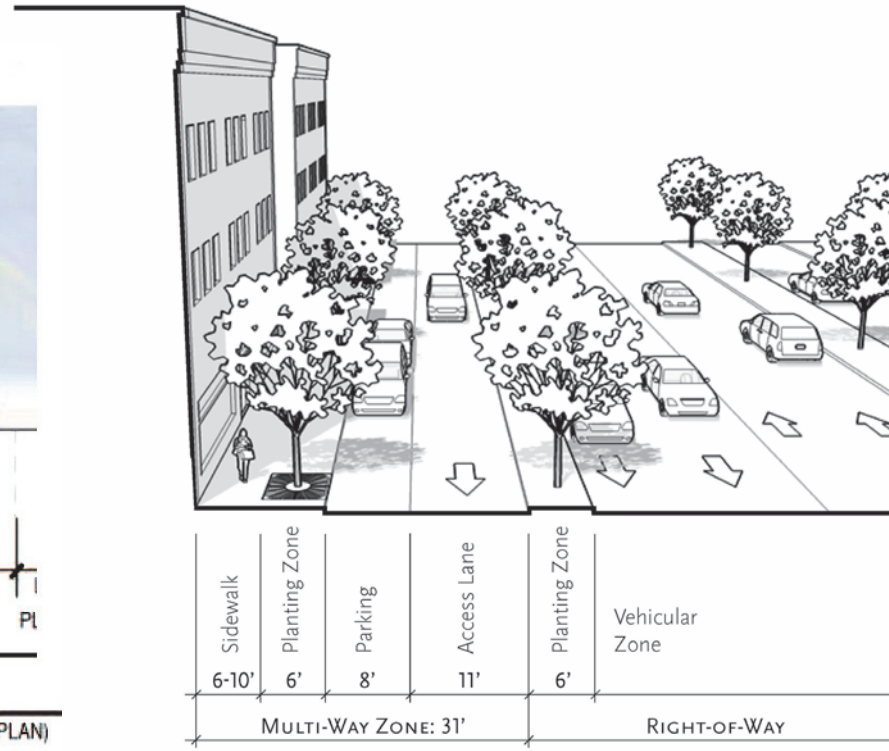 Sidewalk
Planting Zone
Parking
Access Lane
Planting Zone
Vehicular
Zone
6-10'
6'
8'
11'
6'
MULTI-WAY ZONE: 31'
RIGHT-OF-WAY
PLAN)